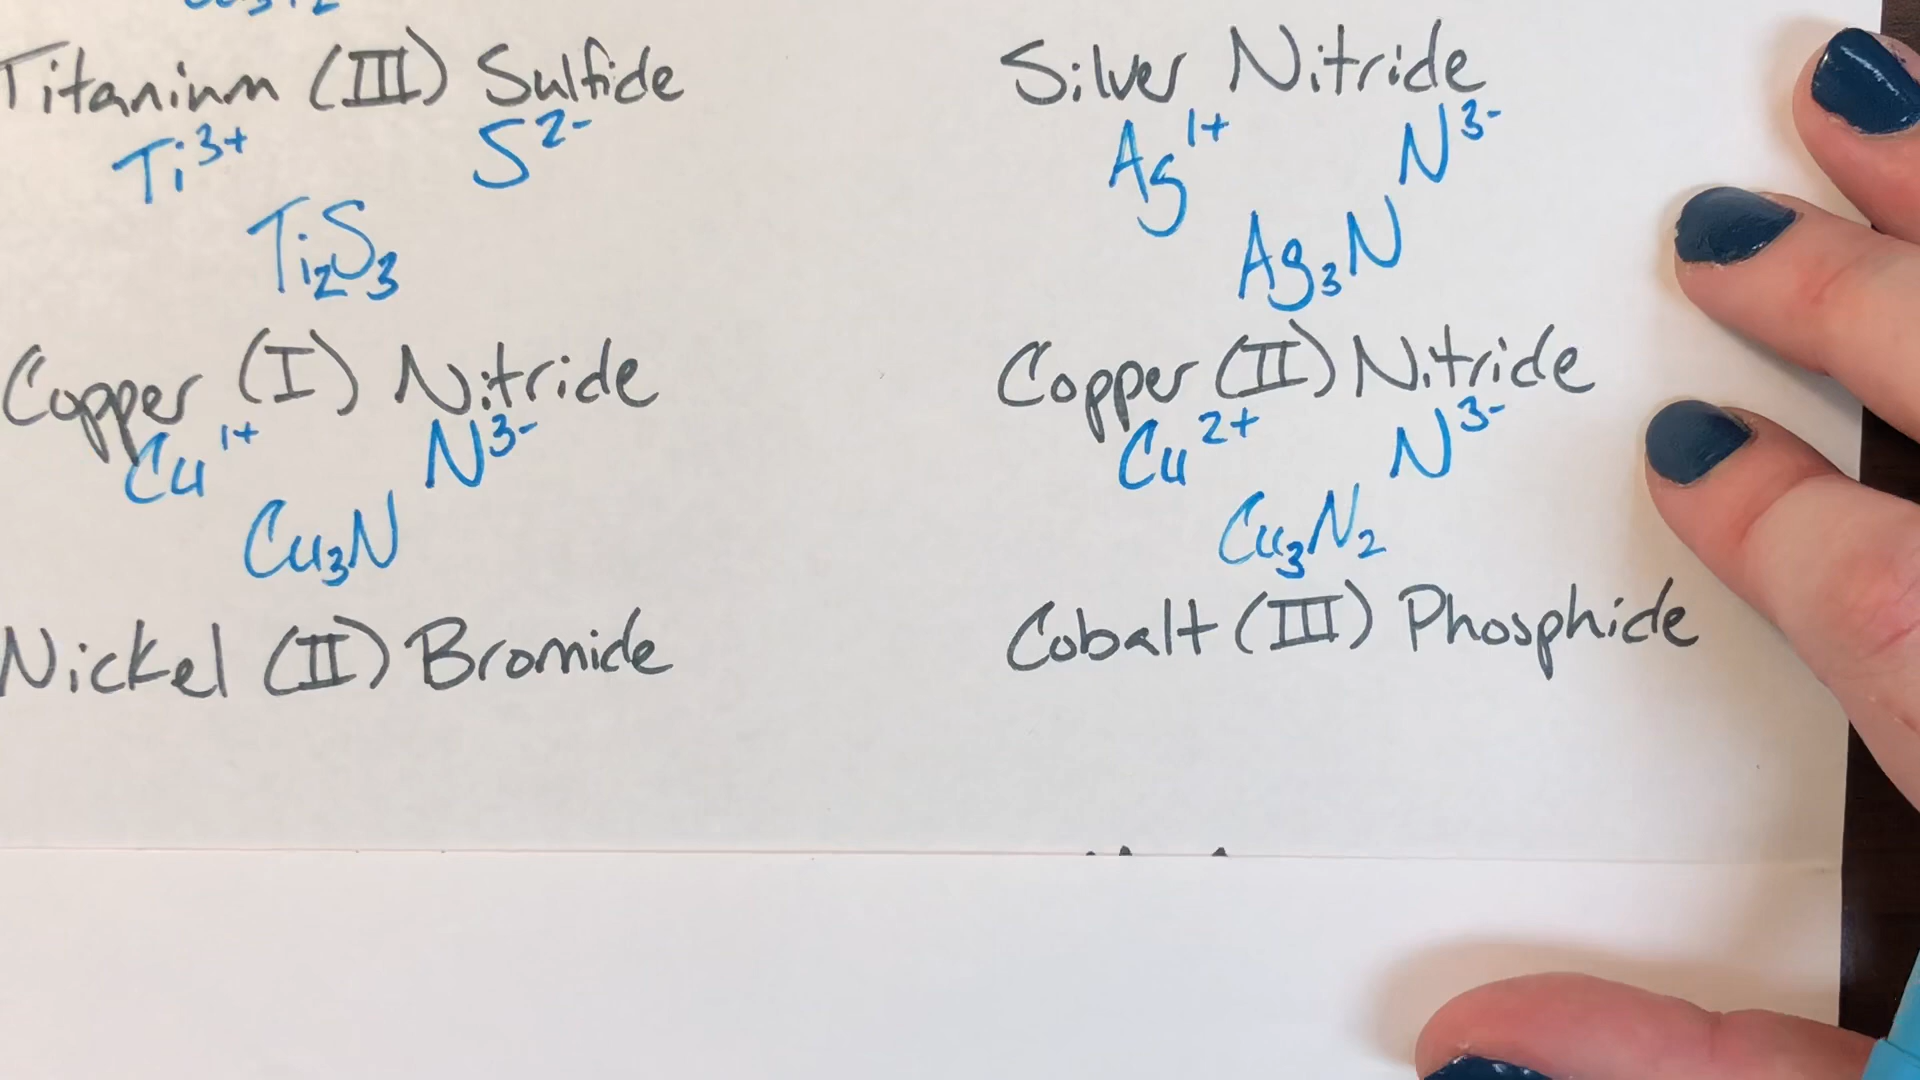 Titanium (III) Sulfide
Ti³⁺ S²⁻
Ti₂S₃
Copper (I) Nitride
Cu¹⁺ N³⁻
Cu₃N
Nickel (II) Bromide
Silver Nitride
Ag¹⁺ N³⁻
Ag₃N
Copper (II) Nitride
Cu²⁺ N³⁻
Cu₃N₂
Cobalt (III) Phosphide